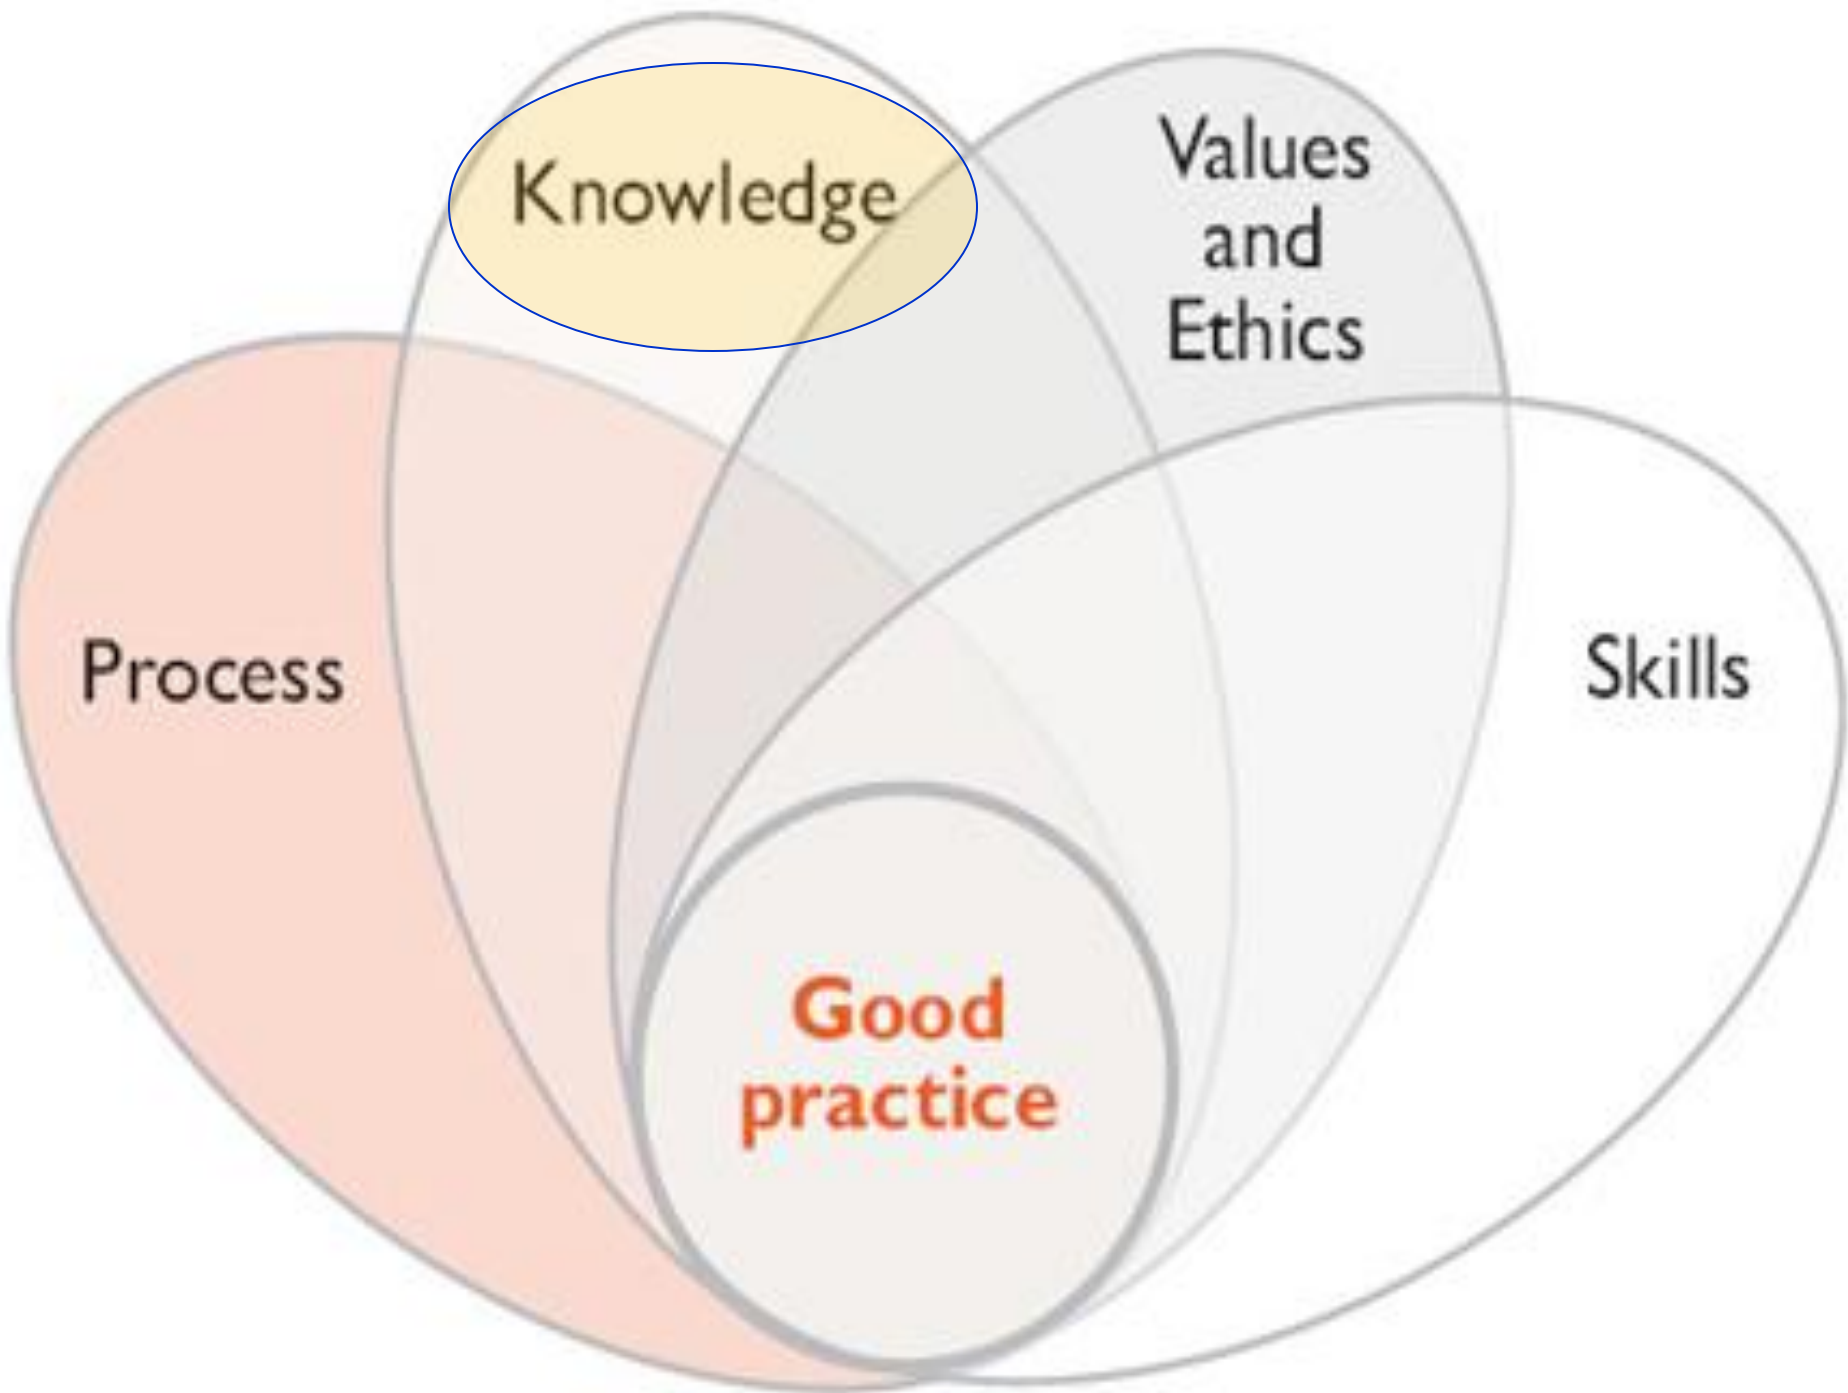 Knowledge
Values
and
Ethics
Process
Skills
Good
practice